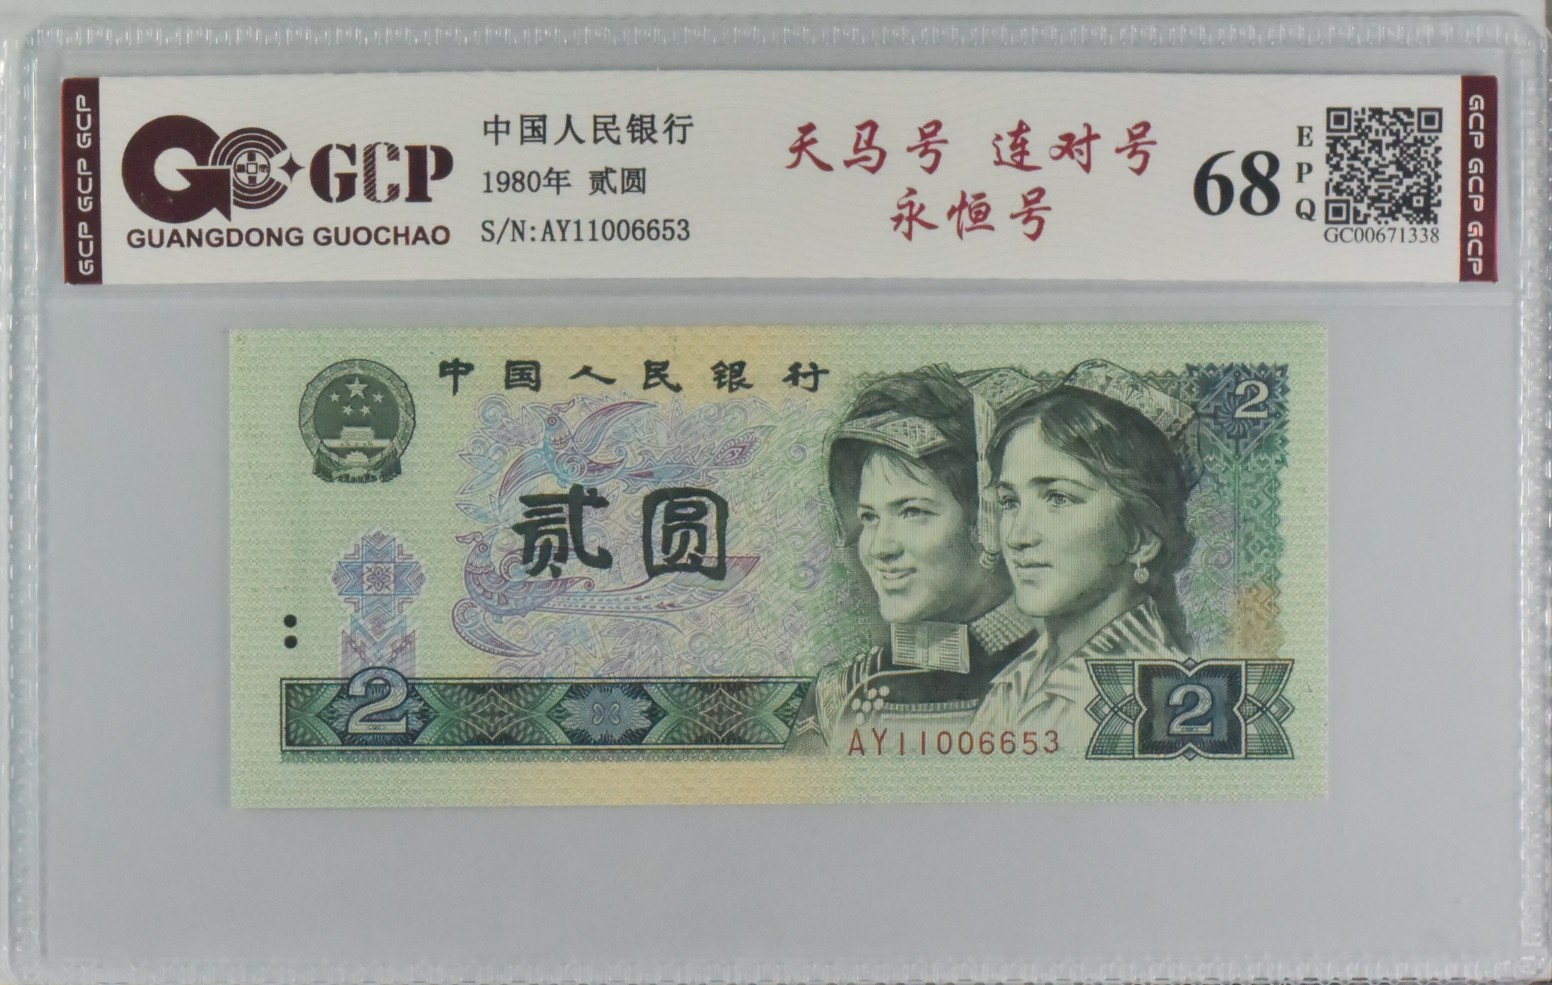 GCP GCP GCP
GCP
GUANGDONG GUOCHAO
中国人民银行
1980年 贰圆
S/N:AY11006653
天马号 连对号
永恒号
68
EPQ
GC00671338
GCP GCP GCP
中国人民银行
2
贰圆
2
AY11006653
2